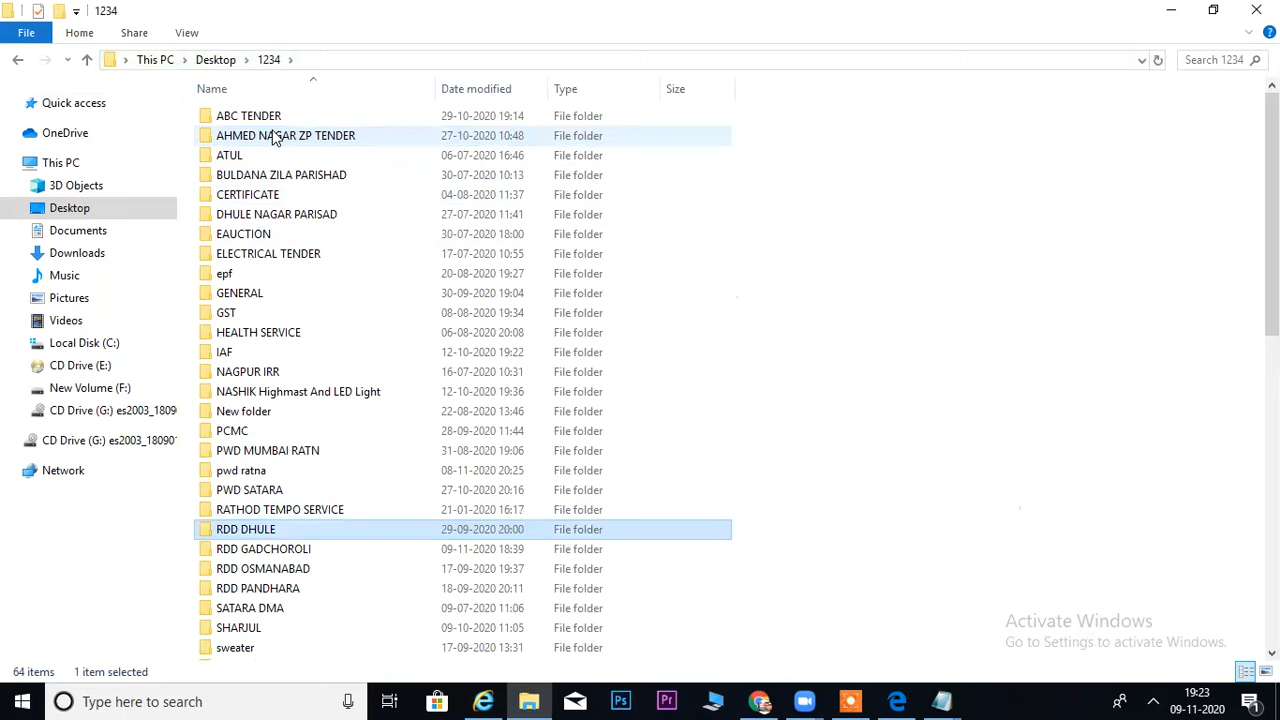 1234
File Home Share View
This PC Desktop 1234 Search 1234
Name Date modified Type Size
Quick access
OneDrive
This PC
3D Objects
Desktop
Documents
Downloads
Music
Pictures
Videos
Local Disk (C:)
CD Drive (E:)
New Volume (F:)
CD Drive (G:) es2003_1809
CD Drive (G:) es2003_18090
Network
ABC TENDER 29-10-2020 19:14 File folder
AHMED NAGAR ZP TENDER 27-10-2020 10:48 File folder
ATUL 06-07-2020 16:46 File folder
BULDANA ZILA PARISHAD 30-07-2020 10:13 File folder
CERTIFICATE 04-08-2020 11:37 File folder
DHULE NAGAR PARISAD 27-07-2020 11:41 File folder
EAUCTION 30-07-2020 18:00 File folder
ELECTRICAL TENDER 17-07-2020 10:55 File folder
epf 20-08-2020 19:27 File folder
GENERAL 30-09-2020 19:04 File folder
GST 08-08-2020 19:34 File folder
HEALTH SERVICE 06-08-2020 20:08 File folder
IAF 12-10-2020 19:22 File folder
NAGPUR IRR 16-07-2020 10:31 File folder
NASHIK Highmast And LED Light 12-10-2020 19:36 File folder
New folder 22-08-2020 13:46 File folder
PCMC 28-09-2020 11:44 File folder
PWD MUMBAI RATN 31-08-2020 19:06 File folder
pwd ratna 08-11-2020 20:25 File folder
PWD SATARA 27-10-2020 20:16 File folder
RATHOD TEMPO SERVICE 21-01-2020 16:17 File folder
RDD DHULE 29-09-2020 20:00 File folder
RDD GADCHOROLI 09-11-2020 18:39 File folder
RDD OSMANABAD 17-09-2020 19:37 File folder
RDD PANDHARA 18-09-2020 20:11 File folder
SATARA DMA 09-07-2020 11:06 File folder
SHARJUL 09-10-2020 11:05 File folder
sweater 17-09-2020 13:31 File folder
Activate Windows
Go to Settings to activate Windows.
64 items 1 item selected
Type here to search
Ps
Pr
19:23
09-11-2020
1